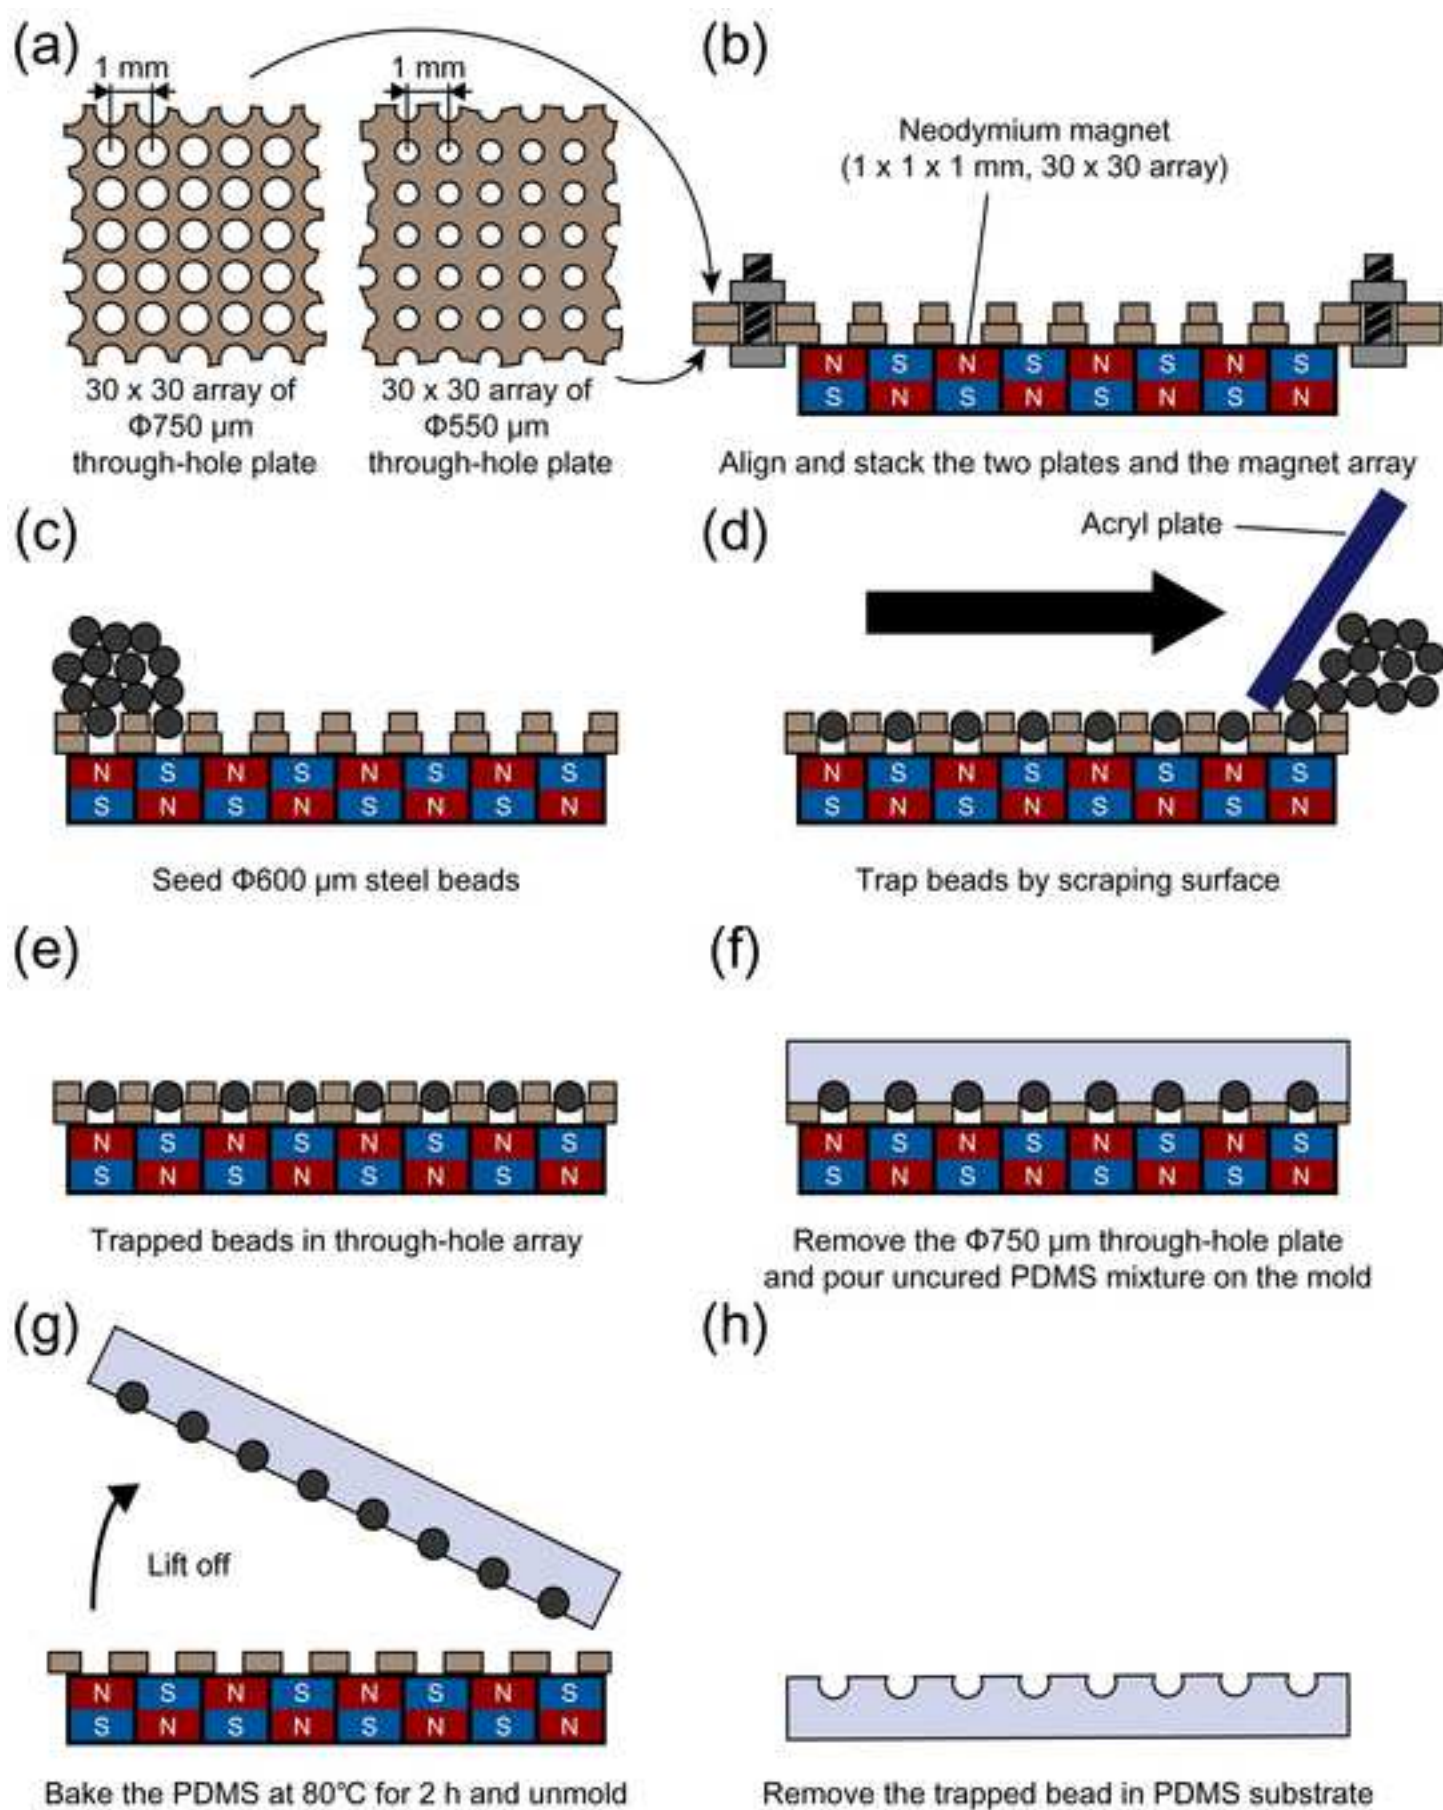 (a)
1 mm
1 mm
30 x 30 array of
Φ750 μm
through-hole plate
30 x 30 array of
Φ550 μm
through-hole plate
(b)
Neodymium magnet
(1 x 1 x 1 mm, 30 x 30 array)
N S N S N S N S
S N S N S N S N
Align and stack the two plates and the magnet array
(c)
N S N S N S N S
S N S N S N S N
Seed Φ600 μm steel beads
(d)
Acryl plate
N S N S N S N S
S N S N S N S N
Trap beads by scraping surface
(e)
N S N S N S N S
S N S N S N S N
Trapped beads in through-hole array
(f)
N S N S N S N S
S N S N S N S N
Remove the Φ750 μm through-hole plate
and pour uncured PDMS mixture on the mold
(g)
Lift off
N S N S N S N S
S N S N S N S N
Bake the PDMS at 80℃ for 2 h and unmold
(h)
Remove the trapped bead in PDMS substrate